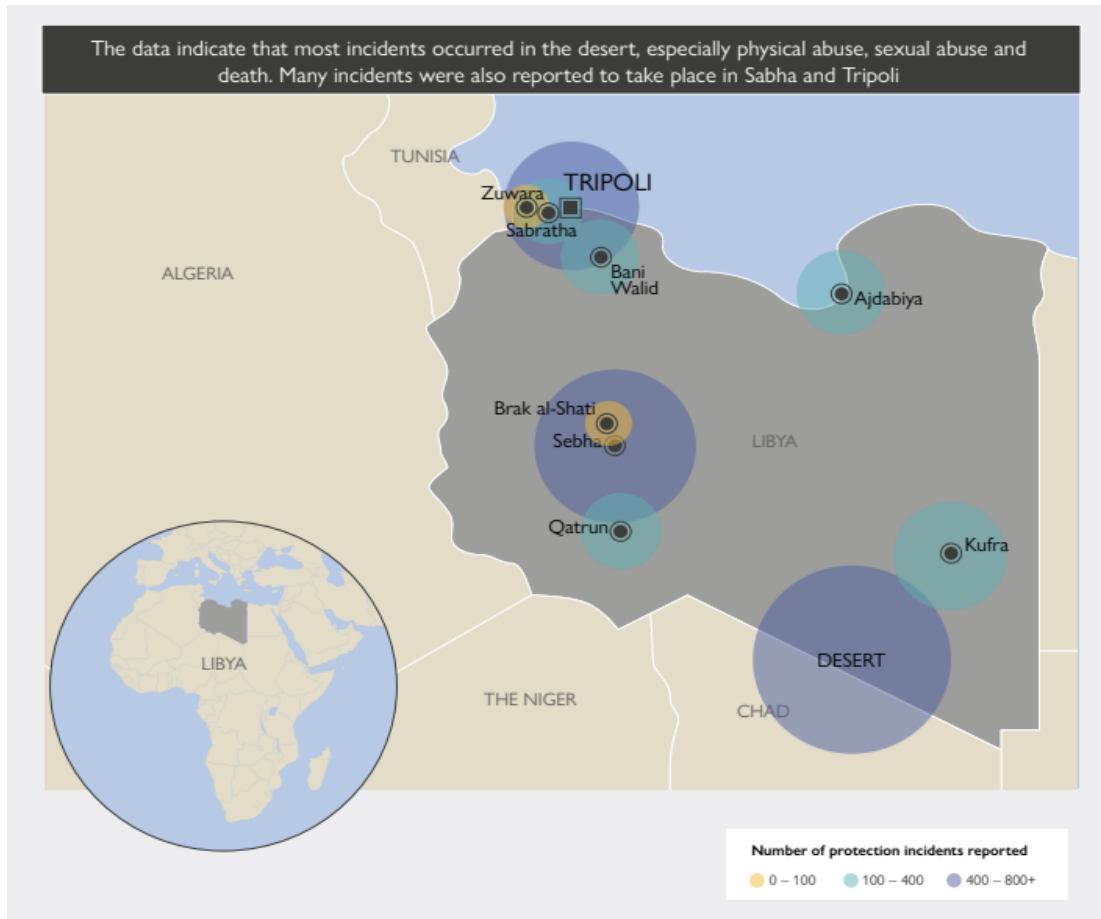 The data indicate that most incidents occurred in the desert, especially physical abuse, sexual abuse and
death. Many incidents were also reported to take place in Sabha and Tripoli
TUNISIA
TRIPOLI
Zuwara
Sabratha
ALGERIA
Bani
Walid
Ajdabiya
Brak al-Shati
Sebha
LIBYA
Qatrun
Kufra
LIBYA
DESERT
THE NIGER
CHAD
Number of protection incidents reported
0 – 100
100 – 400
400 – 800+